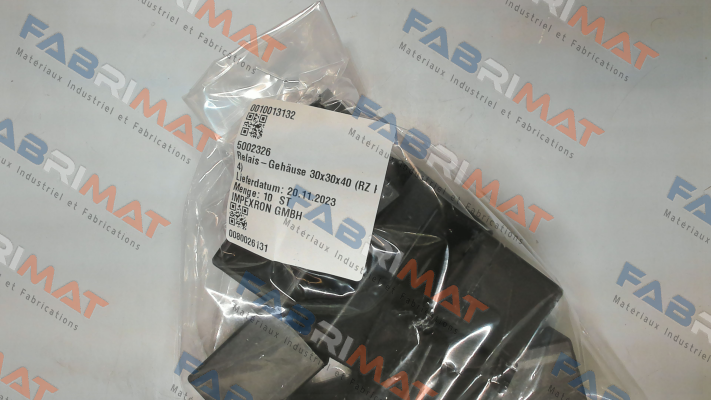 0010013132
5002326
Relais-Gehäuse 30x30x40 (RZ
4)
Lieferdatum: 20.11.2023
Menge: 10 ST
IMPEXRON GMBH
FABRIMAT
Materiaux Industriel et Fabrications